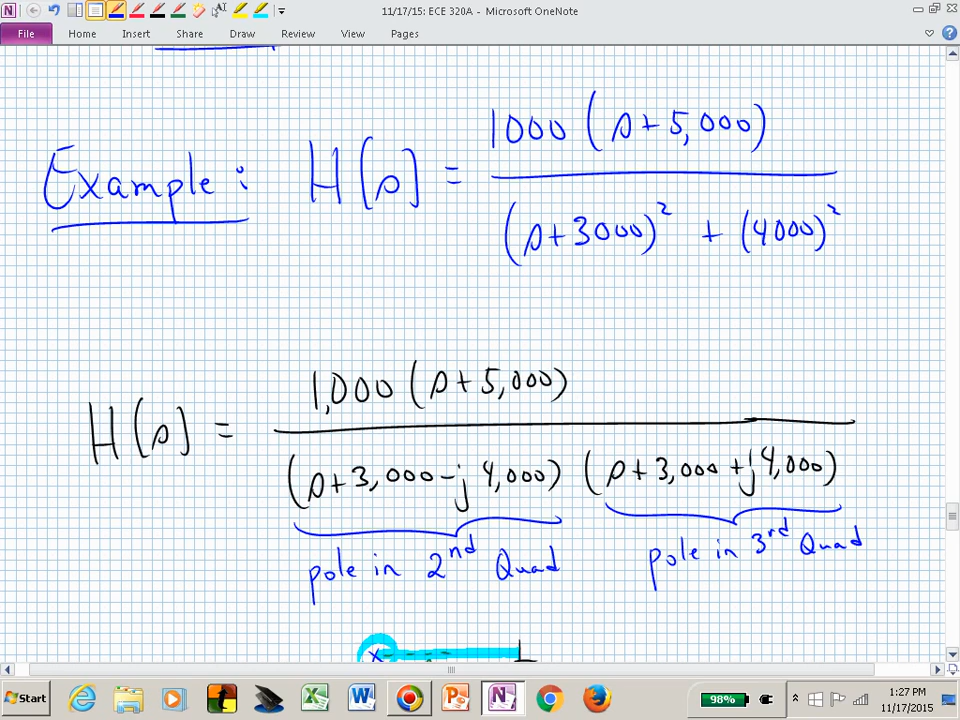 11/17/15: ECE 320A - Microsoft OneNote
File Home Insert Share Draw Review View Pages
Example: H(s) = 1000 (s+5,000)
(s+3000)² + (4000)²
H(s) = 1,000 (s+5,000)
(s+3,000-j4,000) (s+3,000+j4,000)
pole in 2nd Quad pole in 3rd Quad
Start 98% 1:27 PM
11/17/2015